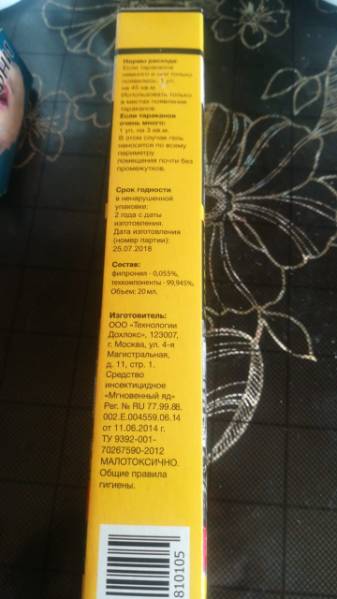 Нормы расхода:
Если тараканов
немного и они только
появились: 1 уп.
на 45 кв.м.
Использовать только
в местах появления
тараканов.
Если тараканов
очень много:
1 уп. на 3 кв.м.
В этом случае гель
наносится по всему
периметру
помещения почти без
промежутков.
Срок годности
в ненарушенной
упаковке:
2 года с даты
изготовления.
Дата изготовления
(номер партии):
25.07.2018
Состав:
фипронил - 0,055%,
техкомпоненты - 99,945%.
Объем: 20 мл.
Изготовитель:
ООО «Технологии
Дохлокс», 123007,
г. Москва, ул. 4-я
Магистральная,
д. 11, стр. 1.
Средство
инсектицидное
«Мгновенный яд»
Рег. № RU 77.99.88.
002.Е.004559.06.14
от 11.06.2014 г.
ТУ 9392-001-
70267590-2012
МАЛОТОКСИЧНО.
Общие правила
гигиены.
810105